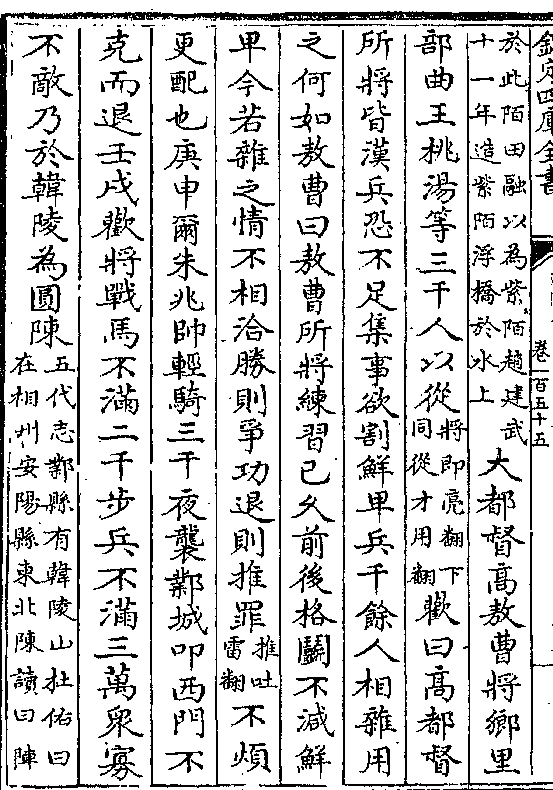 欽定四庫全書
卷一百五十五
於此陌田融以為紫陌趙建武
十一年造紫陌浮橋於水上
大都督高敖曹將鄉里
部曲王桃湯等三千人以從
將即亮翻下
同從才用翻
歡曰高都督
所將皆漢兵恐不足集事欲割鮮卑兵千餘人相雜用
之何如敖曹曰敖曹所將練習已久前後格鬭不減鮮
卑今若雜之情不相洽勝則爭功退則推罪
推吐
雷翻
不煩
更配也庚申爾朱兆帥輕騎三千夜襲鄴城叩西門不
克而退壬戌歡將戰馬不滿二千步兵不滿三萬衆寡
不敵乃於韓陵為圓陳
五代志鄴縣有韓陵山杜佑曰
在相州安陽縣東北陳讀曰陣